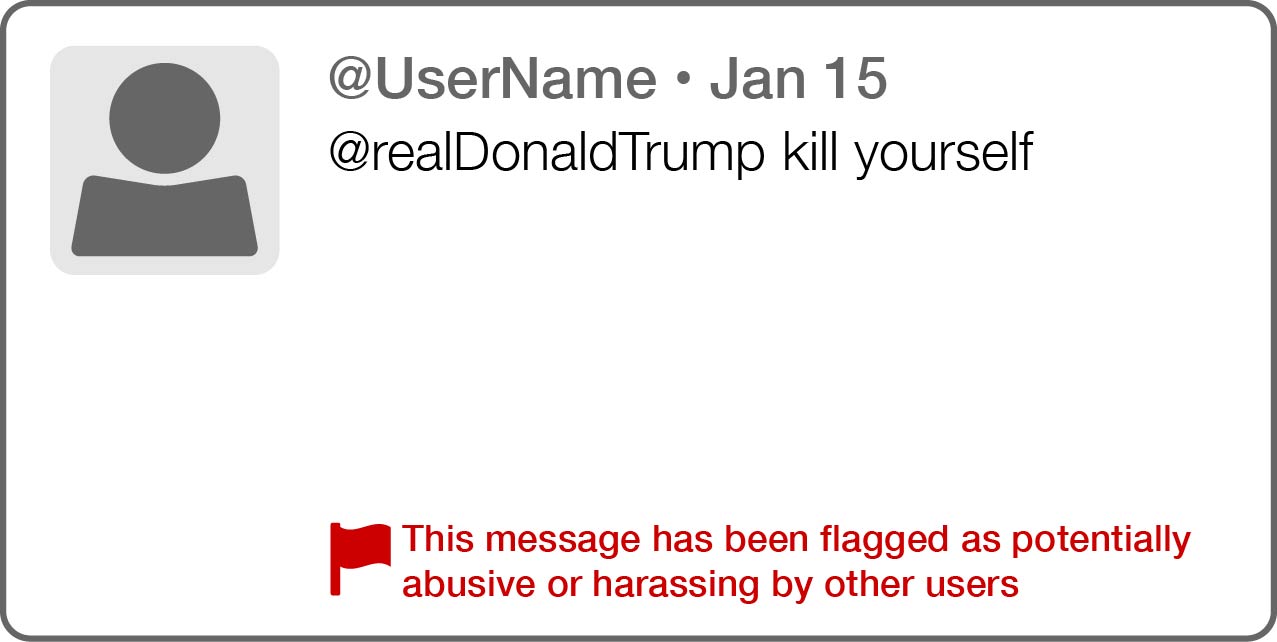 @UserName • Jan 15
@realDonaldTrump kill yourself
This message has been flagged as potentially
abusive or harassing by other users